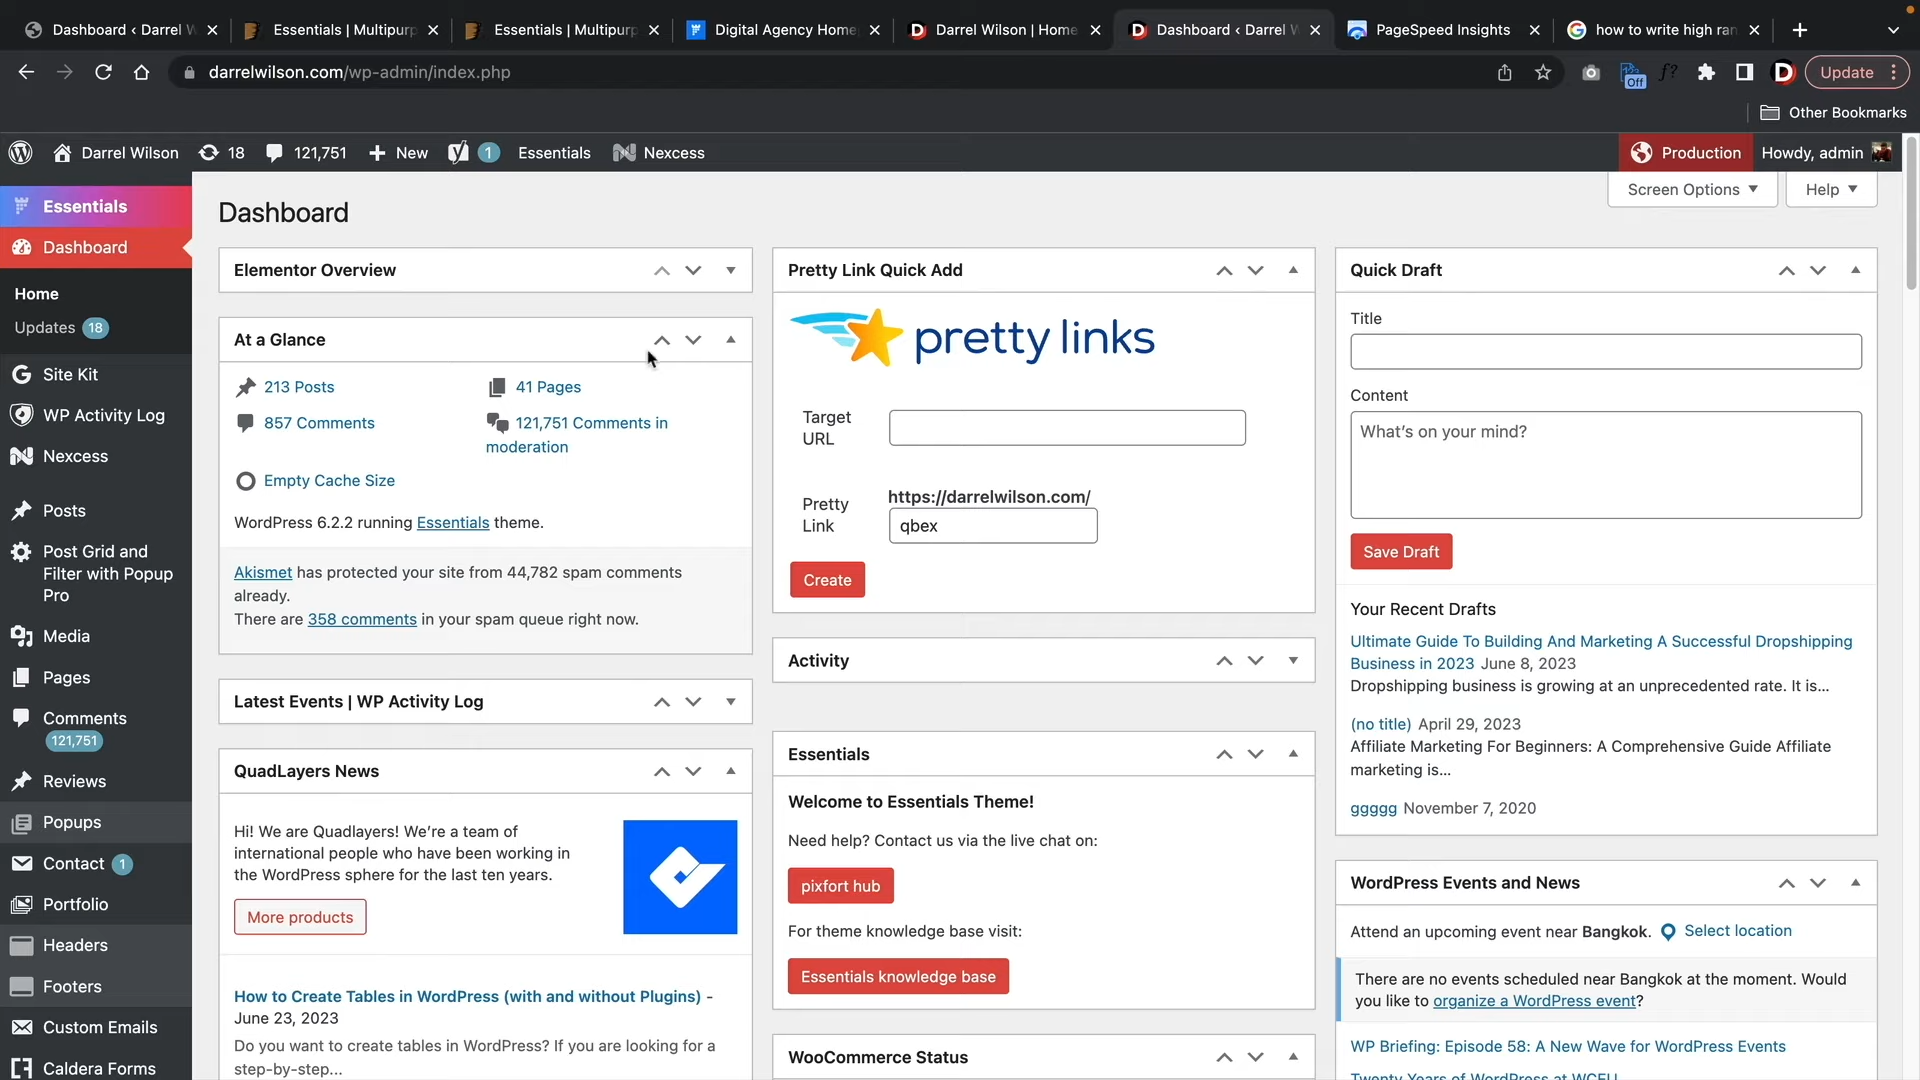 Dashboard ‹ Darrel W
Essentials | Multipurp
Essentials | Multipurp
Digital Agency Home
Darrel Wilson | Home
Dashboard ‹ Darrel W
PageSpeed Insights
how to write high ran
darrelwilson.com/wp-admin/index.php
Off
f?
Update
Other Bookmarks
Darrel Wilson
18
121,751
New
1
Essentials
Nexcess
Production
Howdy, admin
Screen Options
Help
Essentials
Dashboard
Home
Updates 18
Site Kit
WP Activity Log
Nexcess
Posts
Post Grid and
Filter with Popup
Pro
Media
Pages
Comments
121,751
Reviews
Popups
Contact 1
Portfolio
Headers
Footers
Custom Emails
Caldera Forms
Dashboard
Elementor Overview
At a Glance
213 Posts
41 Pages
857 Comments
121,751 Comments in
moderation
Empty Cache Size
WordPress 6.2.2 running Essentials theme.
Akismet has protected your site from 44,782 spam comments
already.
There are 358 comments in your spam queue right now.
Latest Events | WP Activity Log
QuadLayers News
Hi! We are Quadlayers! We're a team of
international people who have been working in
the WordPress sphere for the last ten years.
More products
How to Create Tables in WordPress (with and without Plugins) -
June 23, 2023
Do you want to create tables in WordPress? If you are looking for a
step-by-step...
Pretty Link Quick Add
pretty links
Target
URL
Pretty
Link
https://darrelwilson.com/
qbex
Create
Activity
Essentials
Welcome to Essentials Theme!
Need help? Contact us via the live chat on:
pixfort hub
For theme knowledge base visit:
Essentials knowledge base
WooCommerce Status
Quick Draft
Title
Content
What's on your mind?
Save Draft
Your Recent Drafts
Ultimate Guide To Building And Marketing A Successful Dropshipping
Business in 2023 June 8, 2023
Dropshipping business is growing at an unprecedented rate. It is...
(no title) April 29, 2023
Affiliate Marketing For Beginners: A Comprehensive Guide Affiliate
marketing is...
ggggg November 7, 2020
WordPress Events and News
Attend an upcoming event near Bangkok.
Select location
There are no events scheduled near Bangkok at the moment. Would
you like to organize a WordPress event?
WP Briefing: Episode 58: A New Wave for WordPress Events
Twenty Years of WordPress at WCEU